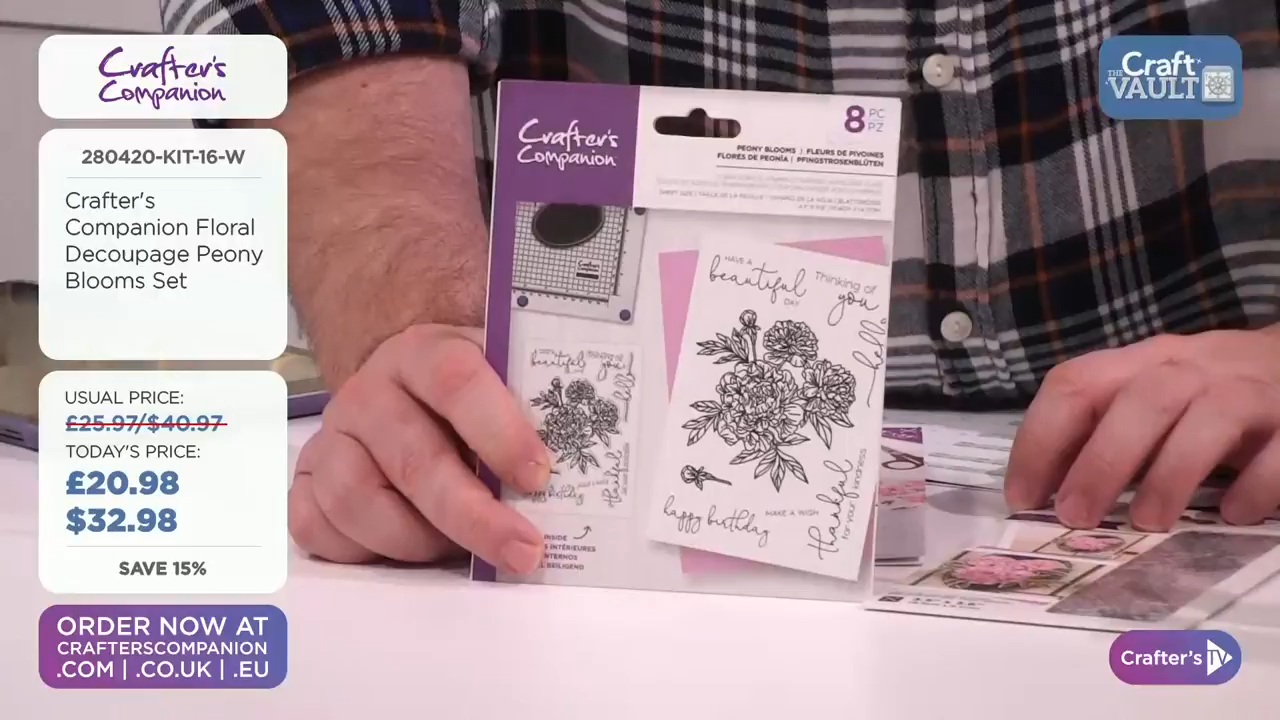 Crafter's
Companion
280420-KIT-16-W
Crafter's
Companion Floral
Decoupage Peony
Blooms Set
USUAL PRICE:
£25.97/$40.97
TODAY'S PRICE:
£20.98
$32.98
SAVE 15%
ORDER NOW AT
CRAFTERSCOMPANION
.COM | .CO.UK | .EU
THE Craft
VAULT
Crafter's TV
Crafter's
Companion
8 PC
PZ
PEONY BLOOMS | FLEURS DE PIVOINES
FLORES DE PEONÍA | PFINGSTROSENBLÜTEN
HAVE A
beautiful
DAY
Thinking of
you
hello
happy birthday
MAKE A WISH
thankful
for your kindness
INSIDE
INTÉRIEURES
INTERNOS
BEILIGEND